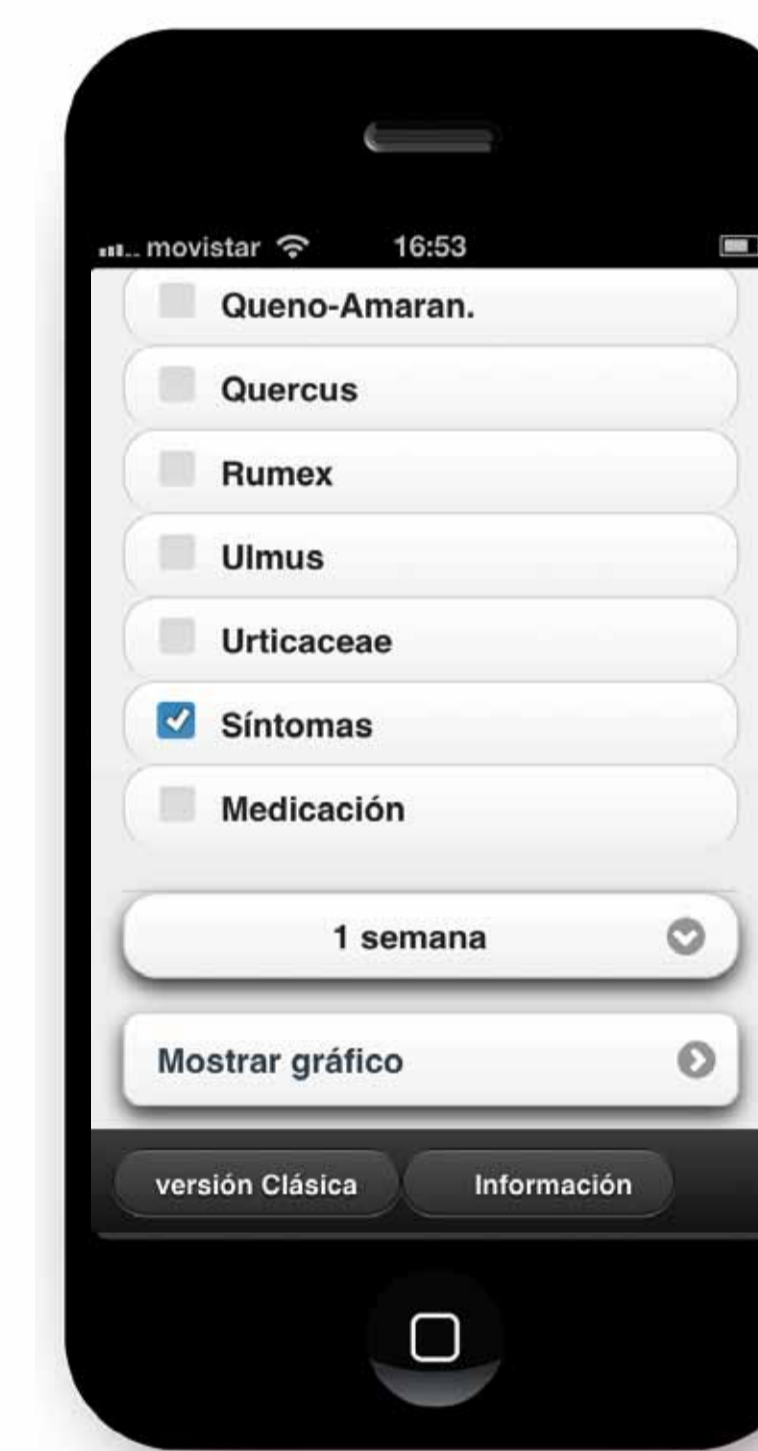 movistar 16:53
Queno-Amaran.
Quercus
Rumex
Ulmus
Urticaceae
Síntomas
Medicación
1 semana
Mostrar gráfico
versión Clásica Información